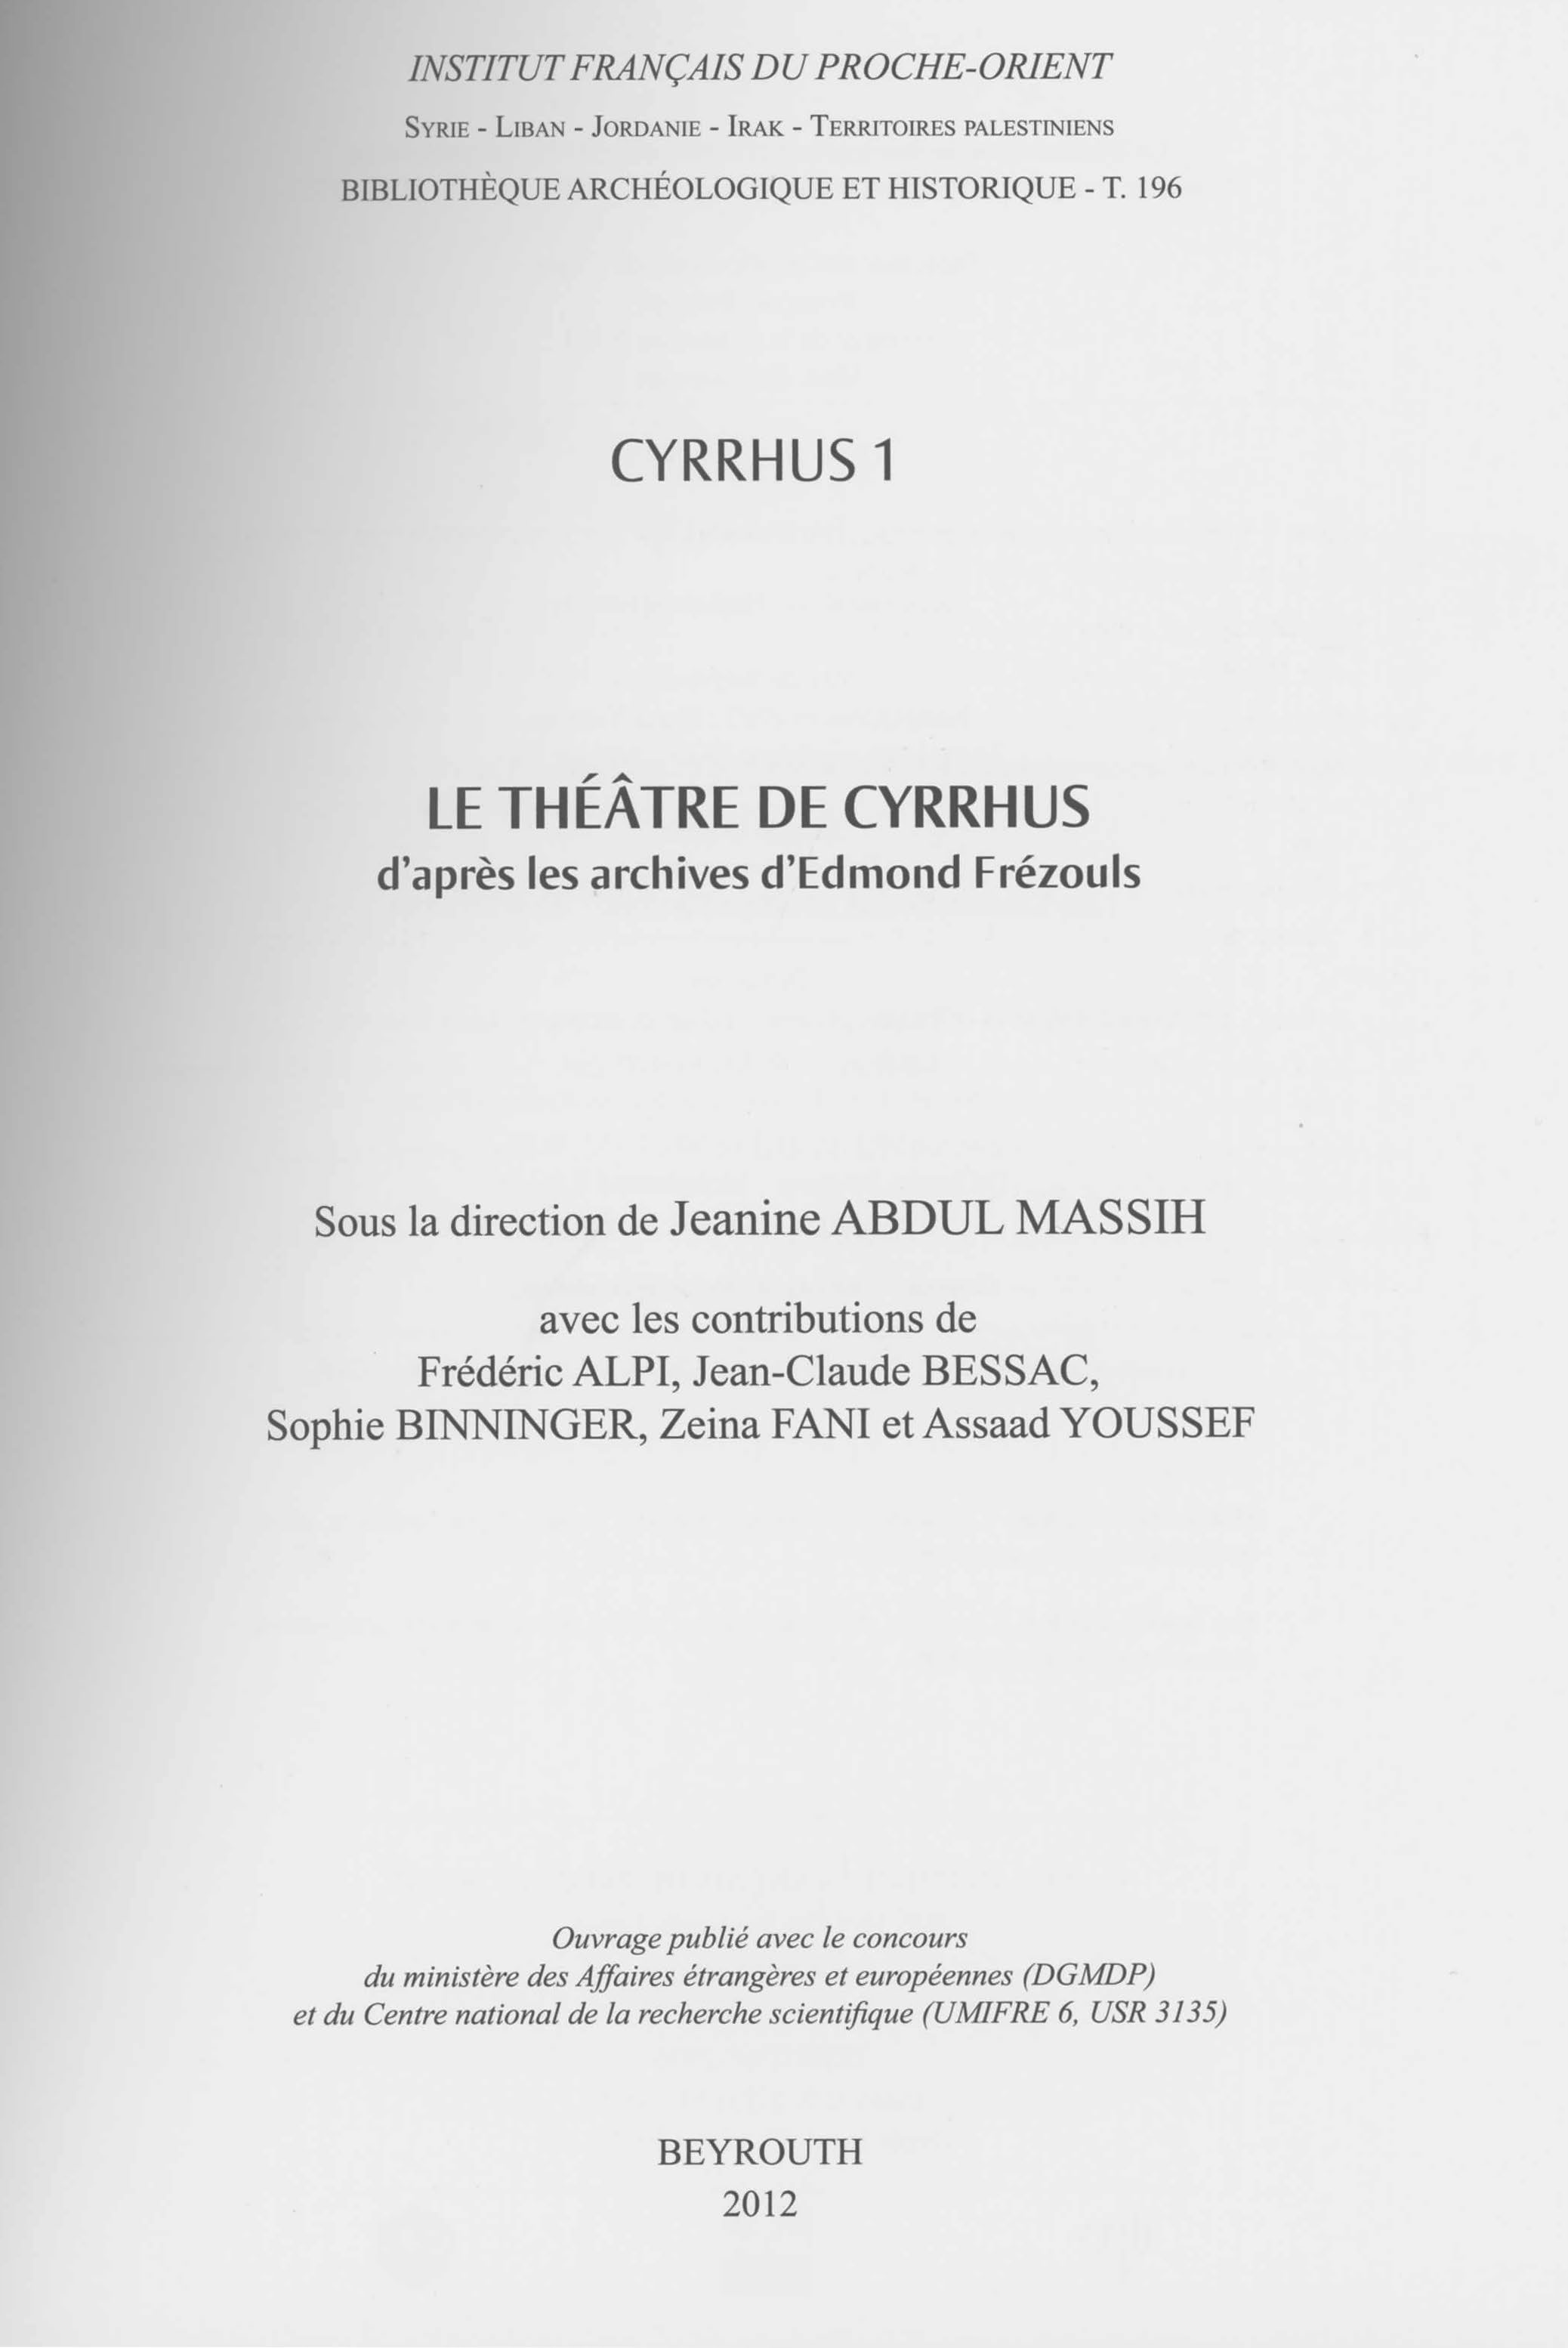 INSTITUT FRANÇAIS DU PROCHE-ORIENT
SYRIE - LIBAN - JORDANIE - IRAK - TERRITOIRES PALESTINIENS
BIBLIOTHÈQUE ARCHÉOLOGIQUE ET HISTORIQUE - T. 196
CYRRHUS 1
LE THÉÂTRE DE CYRRHUS
d'après les archives d'Edmond Frézouls
Sous la direction de Jeanine ABDUL MASSIH
avec les contributions de
Frédéric ALPI, Jean-Claude BESSAC,
Sophie BINNINGER, Zeina FANI et Assaad YOUSSEF
Ouvrage publié avec le concours
du ministère des Affaires étrangères et européennes (DGMDP)
et du Centre national de la recherche scientifique (UMIFRE 6, USR 3135)
BEYROUTH
2012